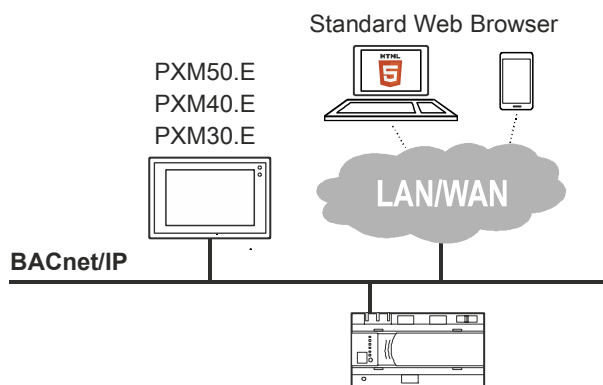 Standard Web Browser
HTML
5
PXM50.E
PXM40.E
PXM30.E
LAN/WAN
BACnet/IP